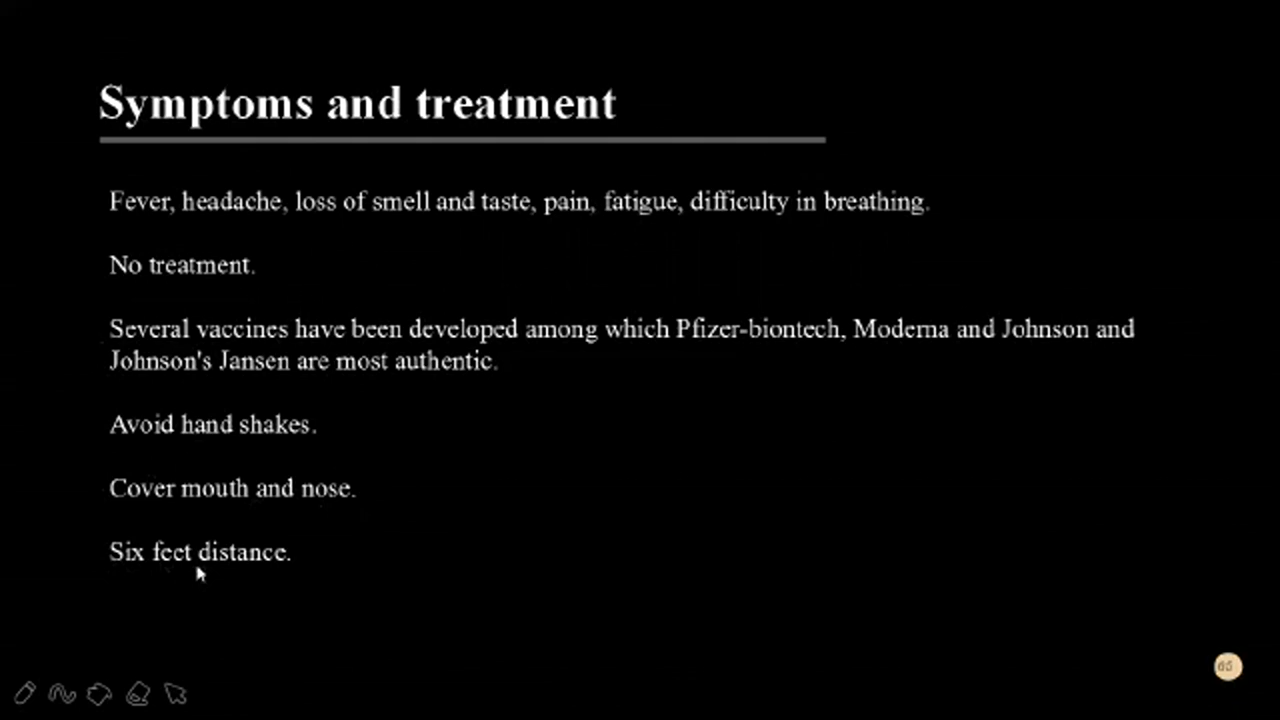 Symptoms and treatment
Fever, headache, loss of smell and taste, pain, fatigue, difficulty in breathing.
No treatment.
Several vaccines have been developed among which Pfizer-biontech, Moderna and Johnson and
Johnson's Jansen are most authentic.
Avoid hand shakes.
Cover mouth and nose.
Six feet distance.
65